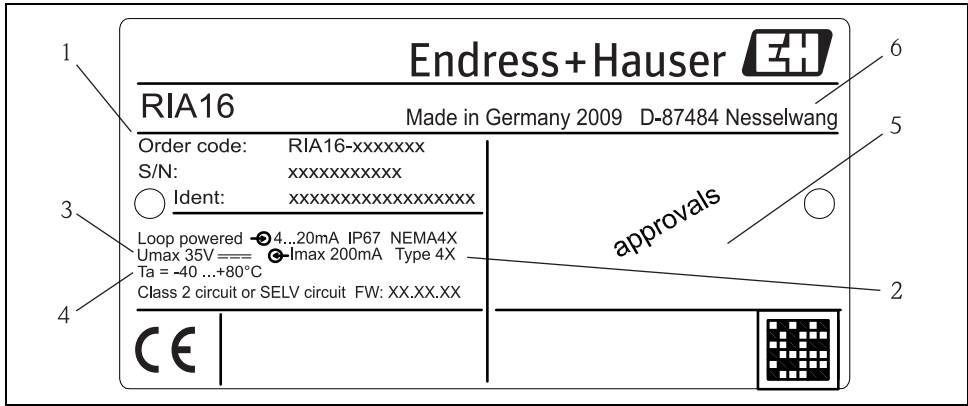 Endress+Hauser EH
RIA16
Made in Germany 2009 D-87484 Nesselwang
Order code: RIA16-xxxxxxx
S/N: xxxxxxxxxxx
Ident: xxxxxxxxxxxxxxxxxx
Loop powered 4...20mA IP67 NEMA4X
Umax 35V Imax 200mA Type 4X
Ta = -40 ...+80°C
Class 2 circuit or SELV circuit FW: XX.XX.XX
approvals
CE
1
3
4
6
5
2